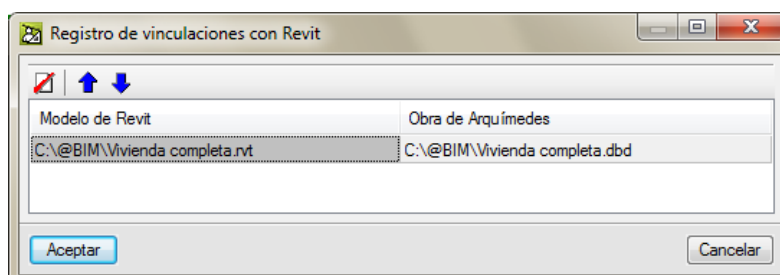 Registro de vinculaciones con Revit
Modelo de Revit Obra de Arquímedes
C:\@BIM\Vivienda completa.rvt C:\@BIM\Vivienda completa.dbd
Aceptar Cancelar